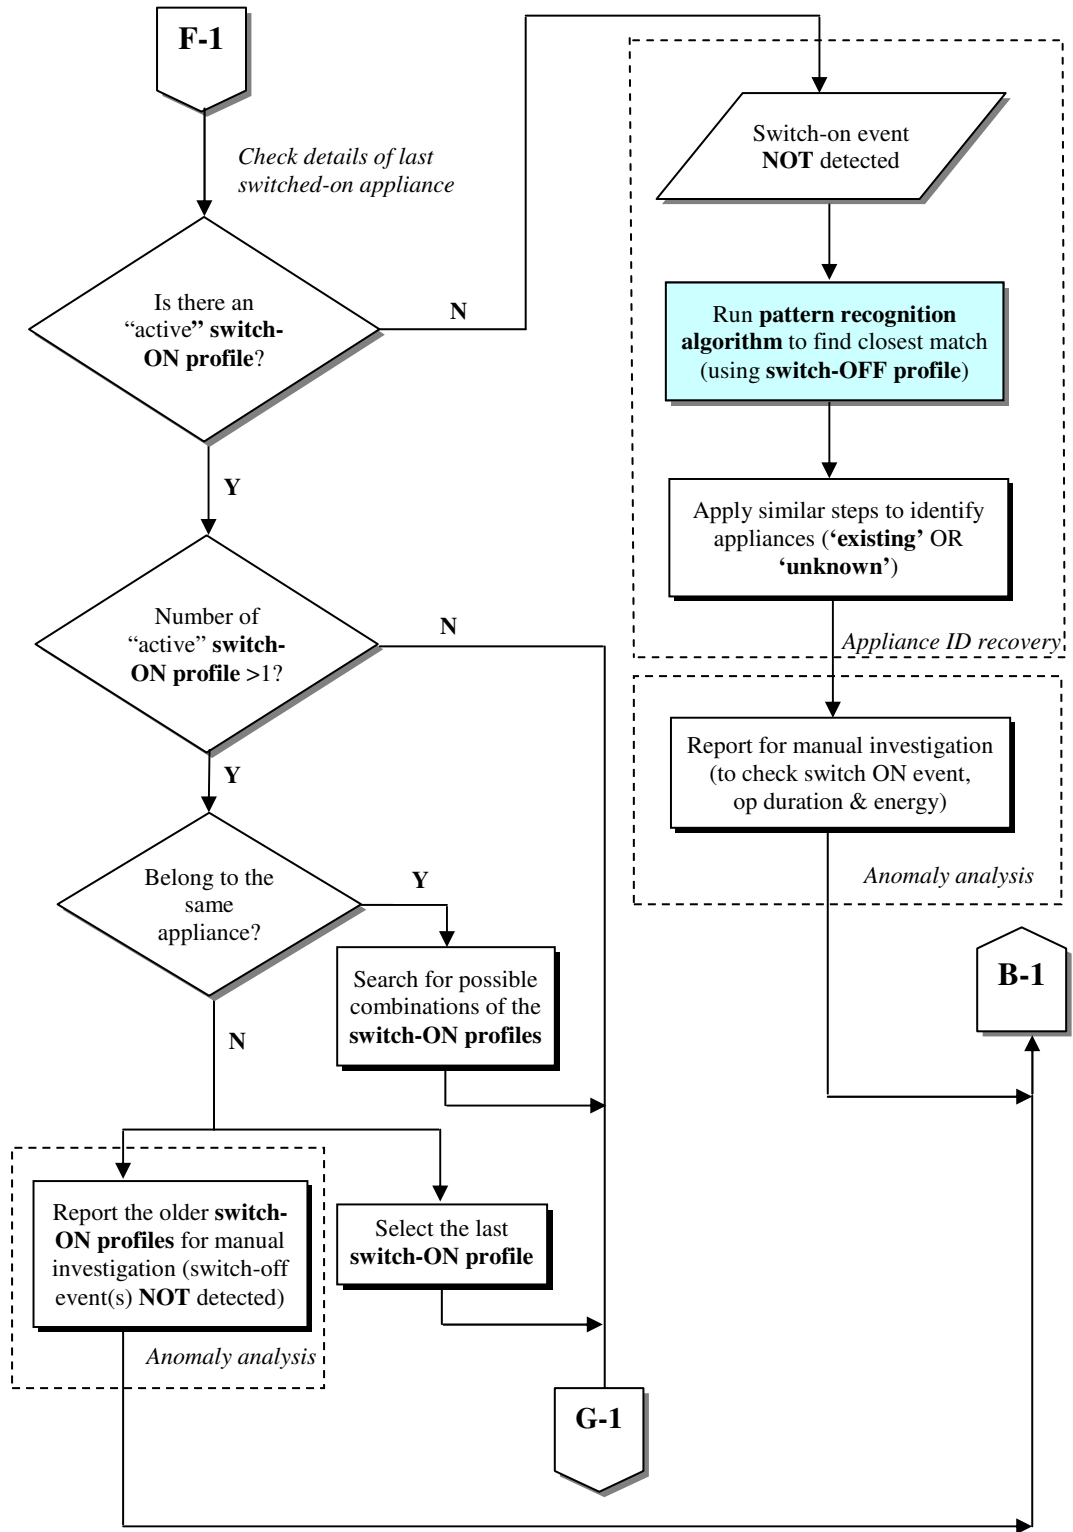 F-1
Check details of last
switched-on appliance
Is there an
“active” switch-
ON profile?
N
Y
Number of
“active” switch-
ON profile >1?
N
Y
Belong to the
same
appliance?
Y
Search for possible
combinations of the
switch-ON profiles
N
Report the older switch-
ON profiles for manual
investigation (switch-off
event(s) NOT detected)
Anomaly analysis
Select the last
switch-ON profile
G-1
Switch-on event
NOT detected
Run pattern recognition
algorithm to find closest match
(using switch-OFF profile)
Apply similar steps to identify
appliances (‘existing’ OR
‘unknown’)
Appliance ID recovery
Report for manual investigation
(to check switch ON event,
op duration & energy)
Anomaly analysis
B-1